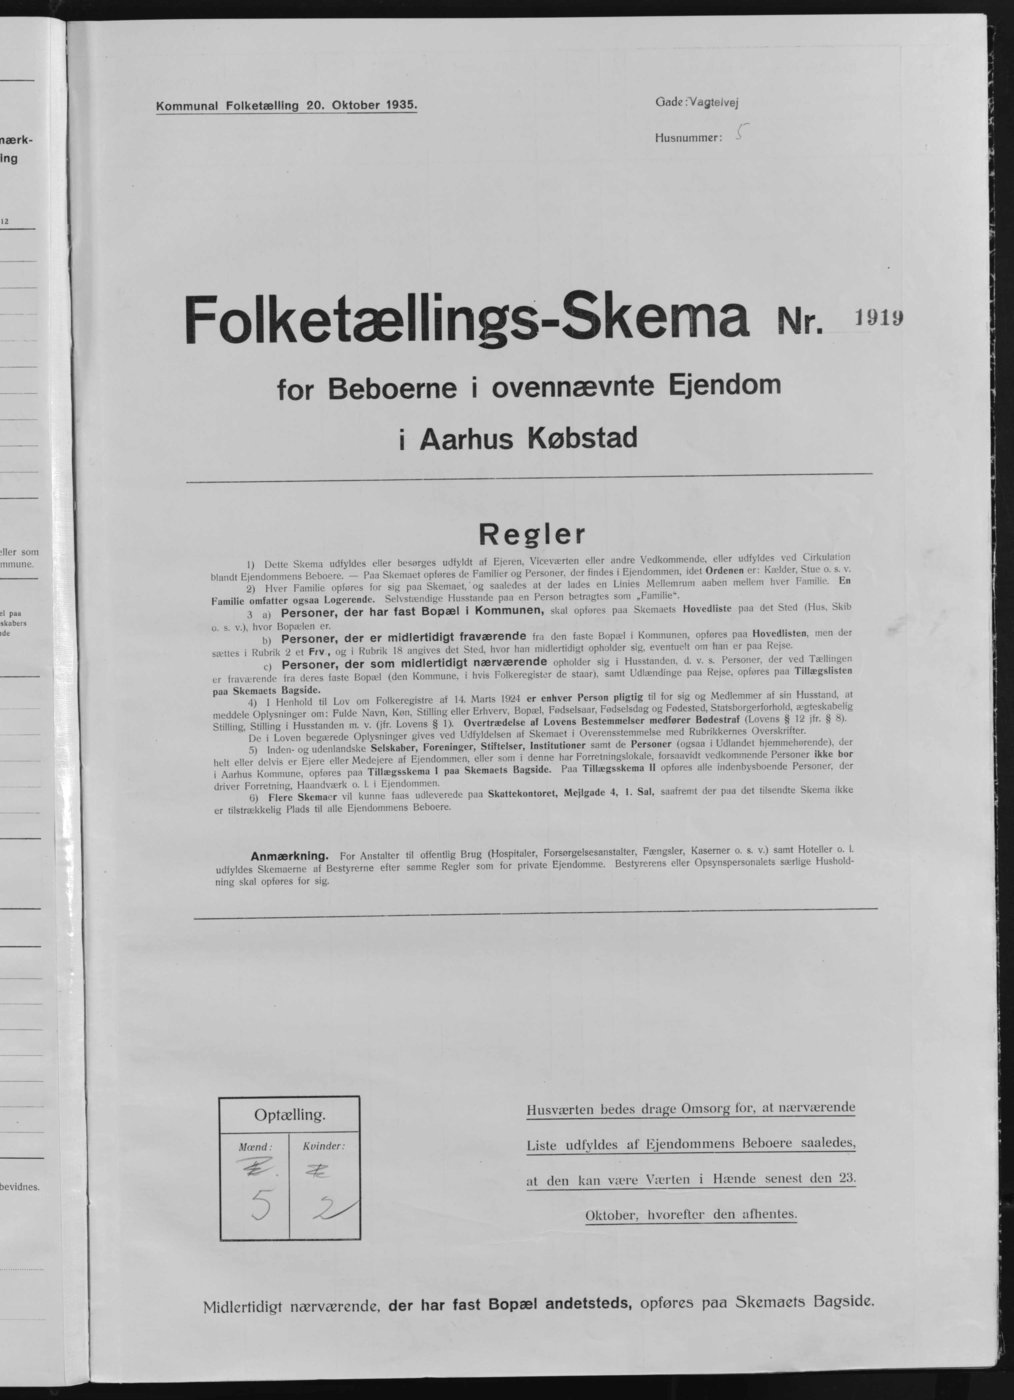 Kommunal Folketælling 20. Oktober 1935.
Gade: Vagtelvej
Husnummer: 5
Folketællings-Skema Nr. 1919
for Beboerne i ovennævnte Ejendom
i Aarhus Købstad
Regler
1) Dette Skema udfyldes eller besørges udfyldt af Ejeren, Viceværten eller andre Vedkommende, eller udfyldes ved Cirkulation
blandt Ejendommens Beboere. — Paa Skemaet opføres de Familier og Personer, der findes i Ejendommen, idet Ordenen er: Kælder, Stue o. s. v.
2) Hver Familie opføres for sig paa Skemaet, og saaledes at der lades en Linies Mellemrum aaben mellem hver Familie. En
Familie omfatter ogsaa Logerende. Selvstændige Husstande paa en Person betragtes som „Familie“.
3 a) Personer, der har fast Bopæl i Kommunen, skal opføres paa Skemaets Hovedliste paa det Sted (Hus, Skib
o. s. v.), hvor Bopælen er.
b) Personer, der er midlertidigt fraværende fra den faste Bopæl i Kommunen, opføres paa Hovedlisten, men der
sættes i Rubrik 2 et Frv., og i Rubrik 18 angives det Sted, hvor han midlertidigt opholder sig, eventuelt om han er paa Rejse.
c) Personer, der som midlertidigt nærværende opholder sig i Husstanden, d. v. s. Personer, der ved Tællingen
er fraværende fra deres faste Bopæl (den Kommune, i hvis Folkeregister de staar), samt Udlændinge paa Rejse, opføres paa Tillægslisten
paa Skemaets Bagside.
4) I Henhold til Lov om Folkeregistre af 14. Marts 1924 er enhver Person pligtig til for sig og Medlemmer af sin Husstand, at
meddele Oplysninger om: Fulde Navn, Køn, Stilling eller Erhverv, Bopæl, Fødselsaar, Fødselsdag og Fødested, Statsborgerforhold, ægteskabelig
Stilling, Stilling i Husstanden m. v. (jfr. Lovens § 1). Overtrædelse af Lovens Bestemmelser medfører Bødestraf (Lovens § 12 jfr. § 8).
De i Loven begærede Oplysninger gives ved Udfyldelsen af Skemaet i Overensstemmelse med Rubrikkernes Overskrifter.
5) Inden- og udenlandske Selskaber, Foreninger, Stiftelser, Institutioner samt de Personer (ogsaa i Udlandet hjemmehørende), der
helt eller delvis er Ejere eller Medejere af Ejendommen, eller som i denne har Forretningslokale, forsaavidt vedkommende Personer ikke bor
i Aarhus Kommune, opføres paa Tillægsskema I paa Skemaets Bagside. Paa Tillægsskema II opføres alle indenbysboende Personer, der
driver Forretning, Haandværk o. l. i Ejendommen.
6) Flere Skemaer vil kunne faas udleverede paa Skattekontoret, Mejlgade 4, 1. Sal, saafremt der paa det tilsendte Skema ikke
er tilstrækkelig Plads til alle Ejendommens Beboere.
Anmærkning. For Anstalter til offentlig Brug (Hospitaler, Forsørgelsesanstalter, Fængsler, Kaserner o. s. v.) samt Hoteller o. l.
udfyldes Skemaerne af Bestyrerne efter samme Regler som for private Ejendomme. Bestyrerens eller Opsynspersonalets særlige Hushold-
ning skal opføres for sig.
Optælling.
Mænd: Kvinder:
5 2
Husværten bedes drage Omsorg for, at nærværende
Liste udfyldes af Ejendommens Beboere saaledes,
at den kan være Værten i Hænde senest den 23.
Oktober, hvorefter den afhentes.
Midlertidigt nærværende, der har fast Bopæl andetsteds, opføres paa Skemaets Bagside.
nærk-
ing
12
eller som
mmune.
el paa
skabers
bevidnes.